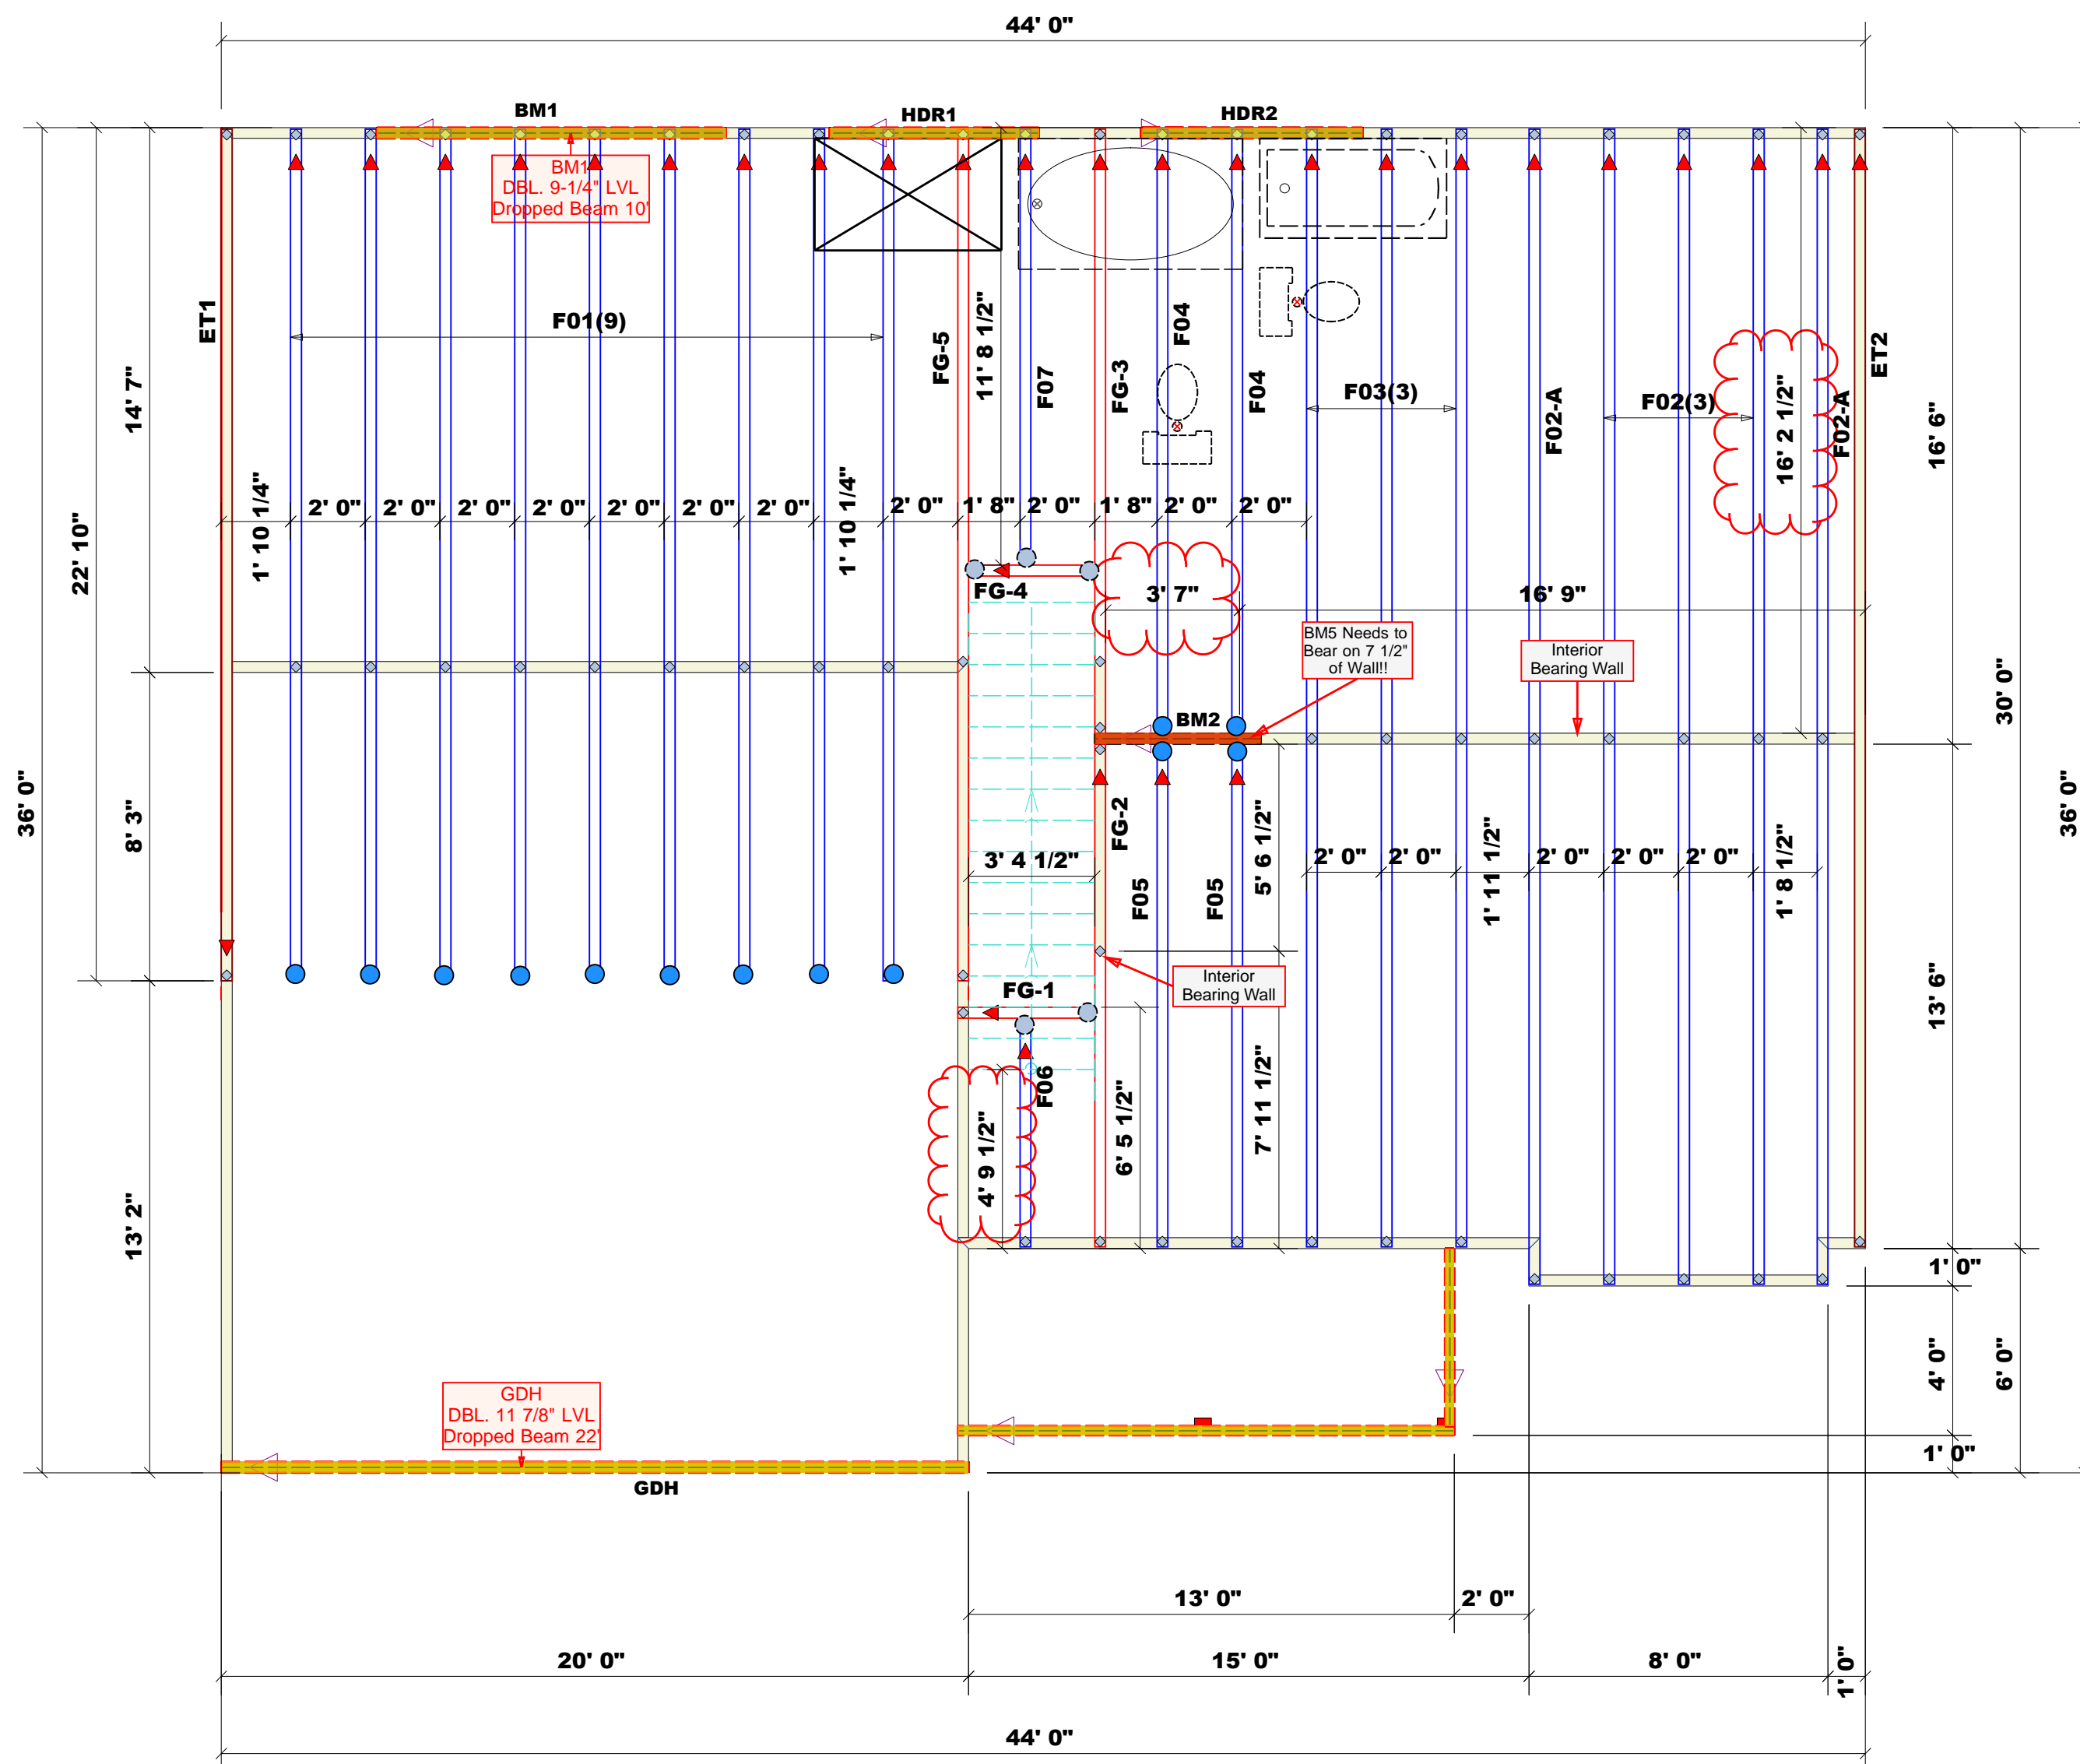 44' 0"
BM1
HDR1
HDR2
BM1
DBL. 9-1/4" LVL
Dropped Beam 10'
ET1
F01(9)
FG-5
11' 8 1/2"
F07
FG-3
F04
F04
F03(3)
F02-A
F02(3)
16' 2 1/2"
F02-A
ET2
14' 7"
22' 10"
16' 6"
1' 10 1/4"
2' 0"
2' 0"
2' 0"
2' 0"
2' 0"
2' 0"
2' 0"
1' 10 1/4"
2' 0"
1' 8"
2' 0"
1' 8"
2' 0"
2' 0"
FG-4
3' 7"
16' 9"
BM5 Needs to
Bear on 7 1/2"
of Wall!!
Interior
Bearing Wall
BM2
30' 0"
36' 0"
8' 3"
36' 0"
FG-2
3' 4 1/2"
F05
F05
5' 6 1/2"
2' 0"
2' 0"
1' 11 1/2"
2' 0"
2' 0"
2' 0"
1' 8 1/2"
FG-1
Interior
Bearing Wall
13' 6"
F06
4' 9 1/2"
6' 5 1/2"
7' 11 1/2"
13' 2"
1' 0"
4' 0"
6' 0"
1' 0"
GDH
DBL. 11 7/8" LVL
Dropped Beam 22'
GDH
13' 0"
2' 0"
20' 0"
15' 0"
8' 0"
1' 0"
44' 0"